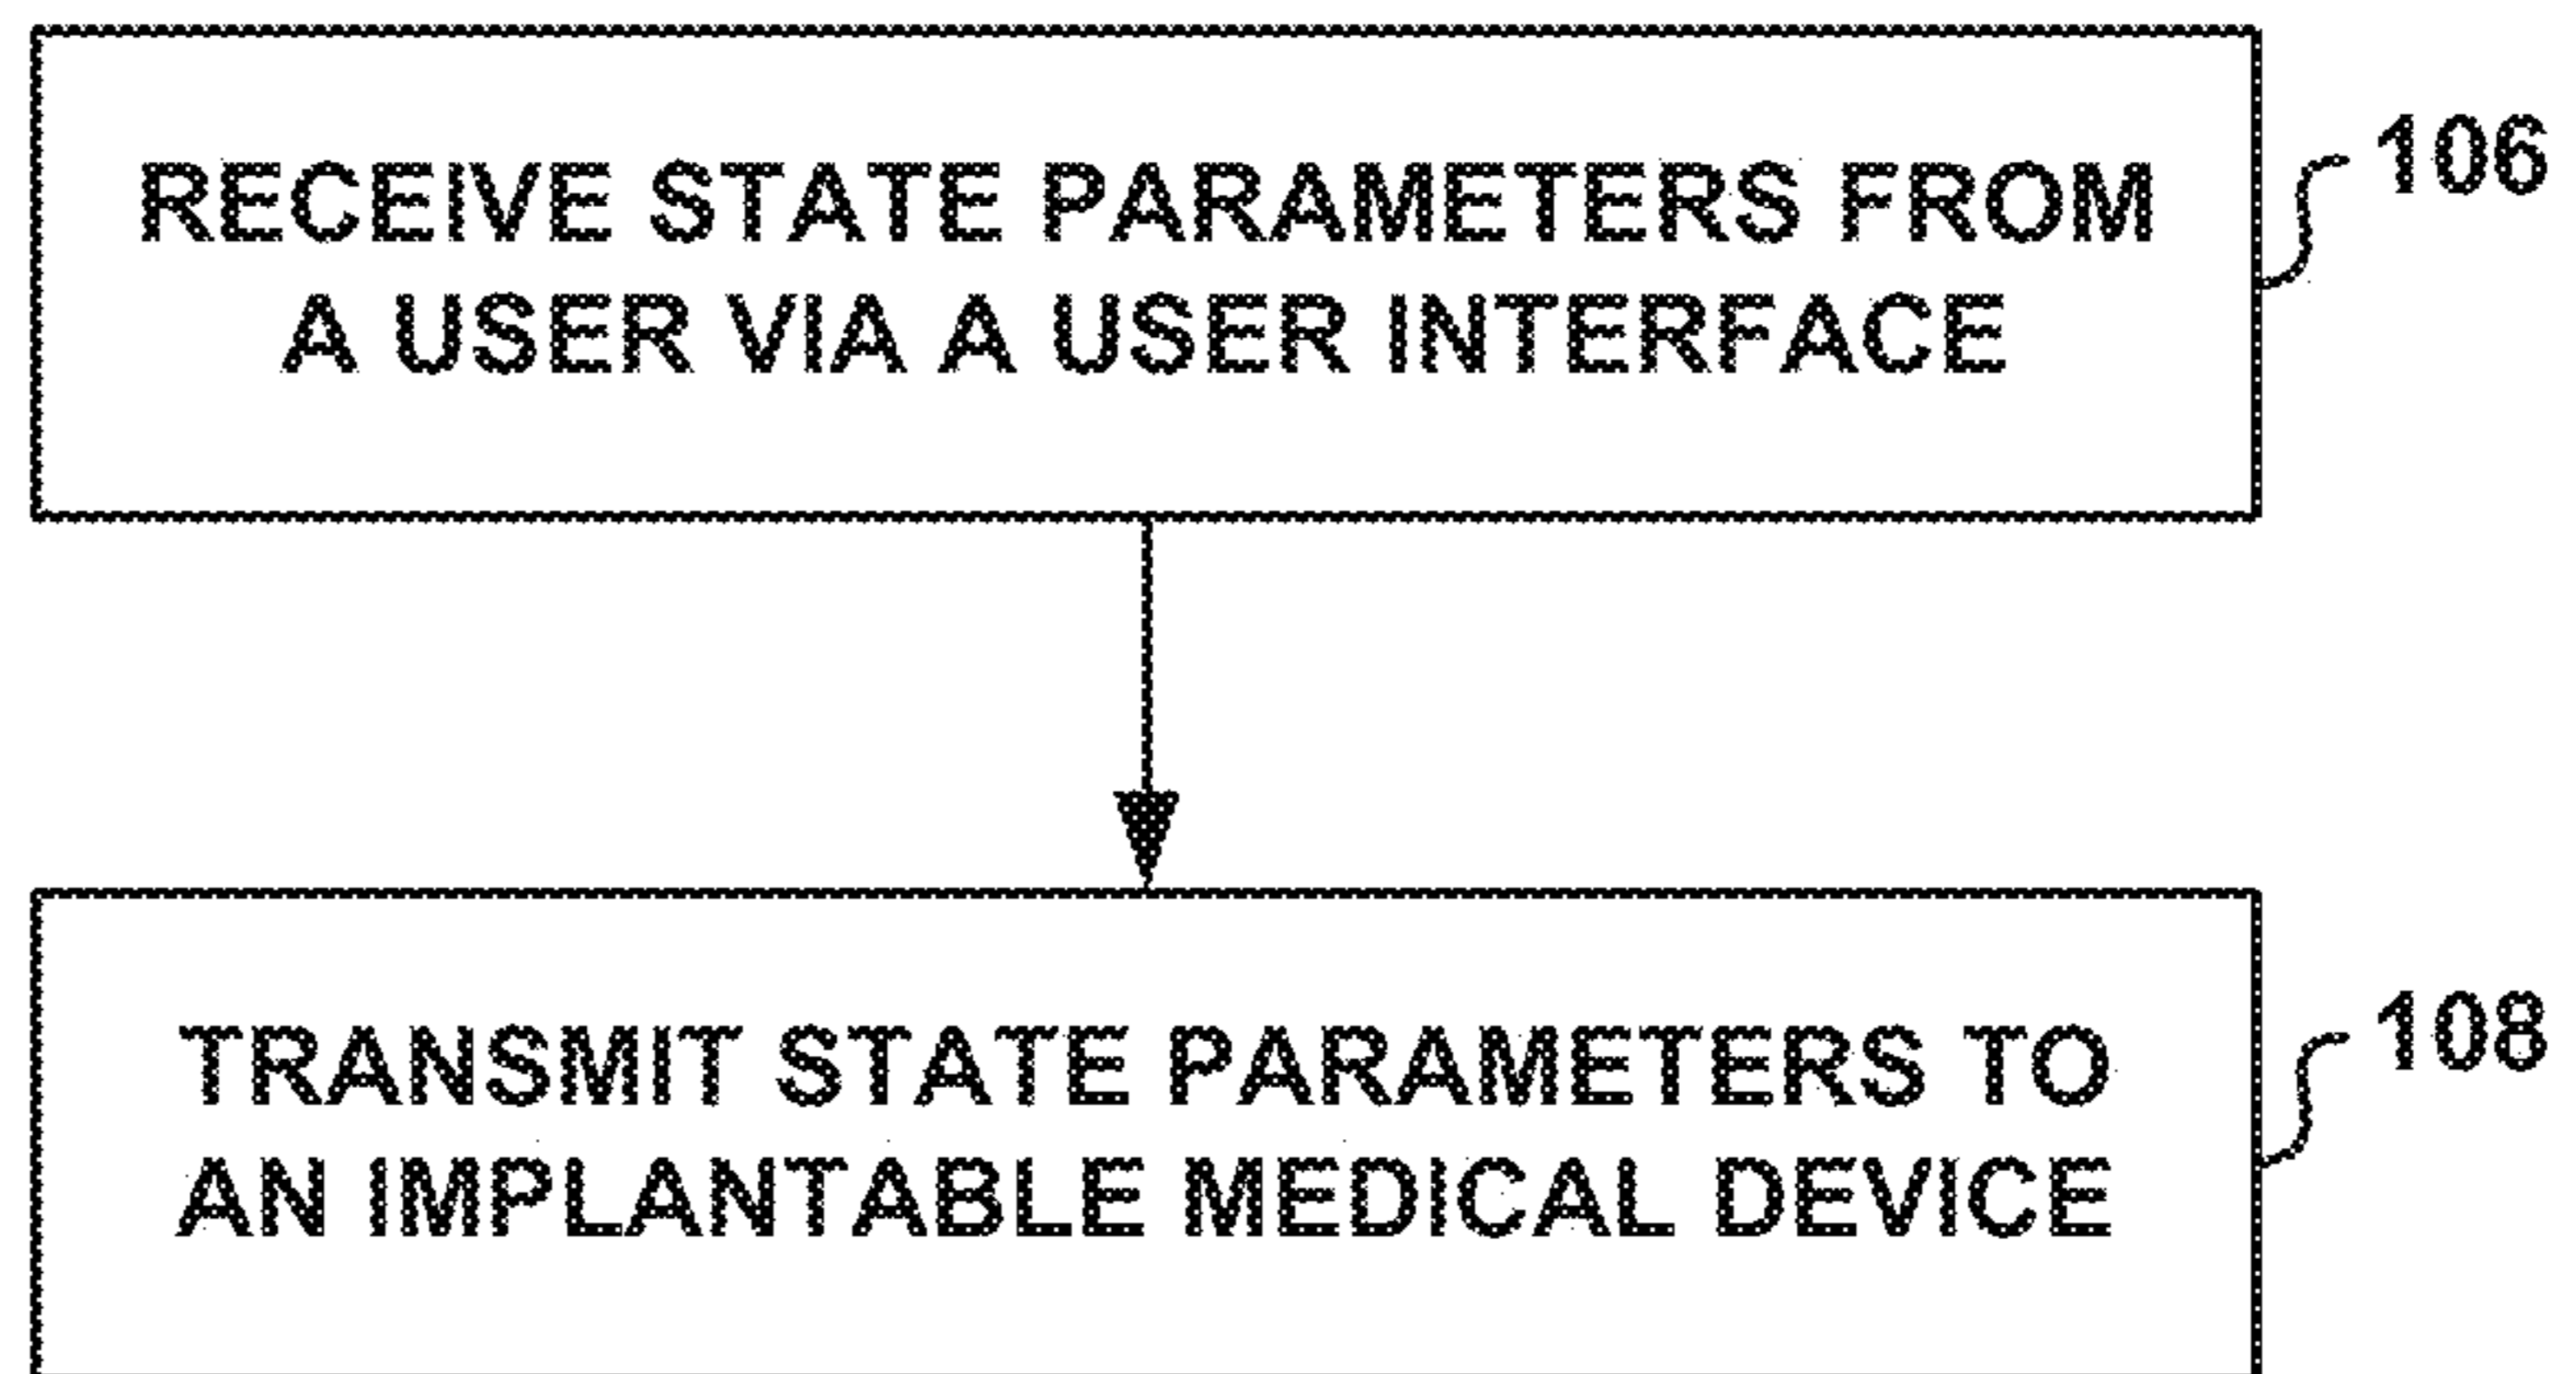 RECEIVE STATE PARAMETERS FROM
A USER VIA A USER INTERFACE
106
TRANSMIT STATE PARAMETERS TO
AN IMPLANTABLE MEDICAL DEVICE
108